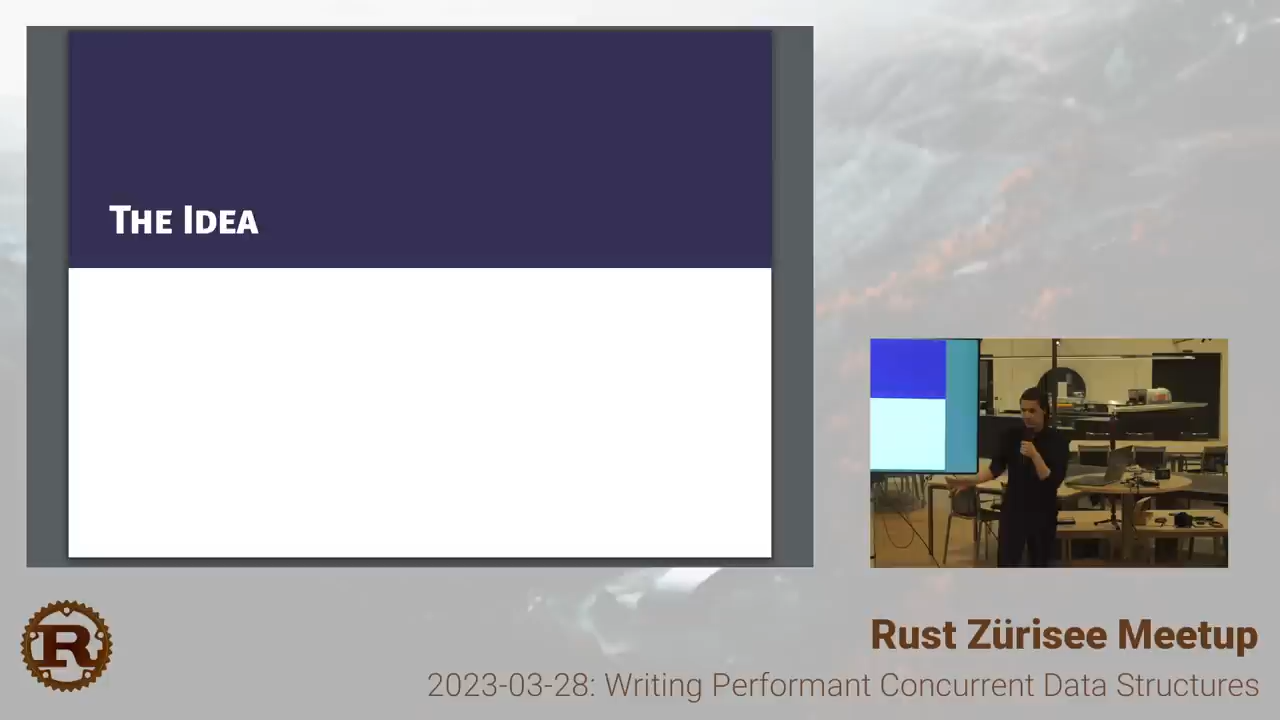 The Idea
R
Rust Zürisee Meetup
2023-03-28: Writing Performant Concurrent Data Structures